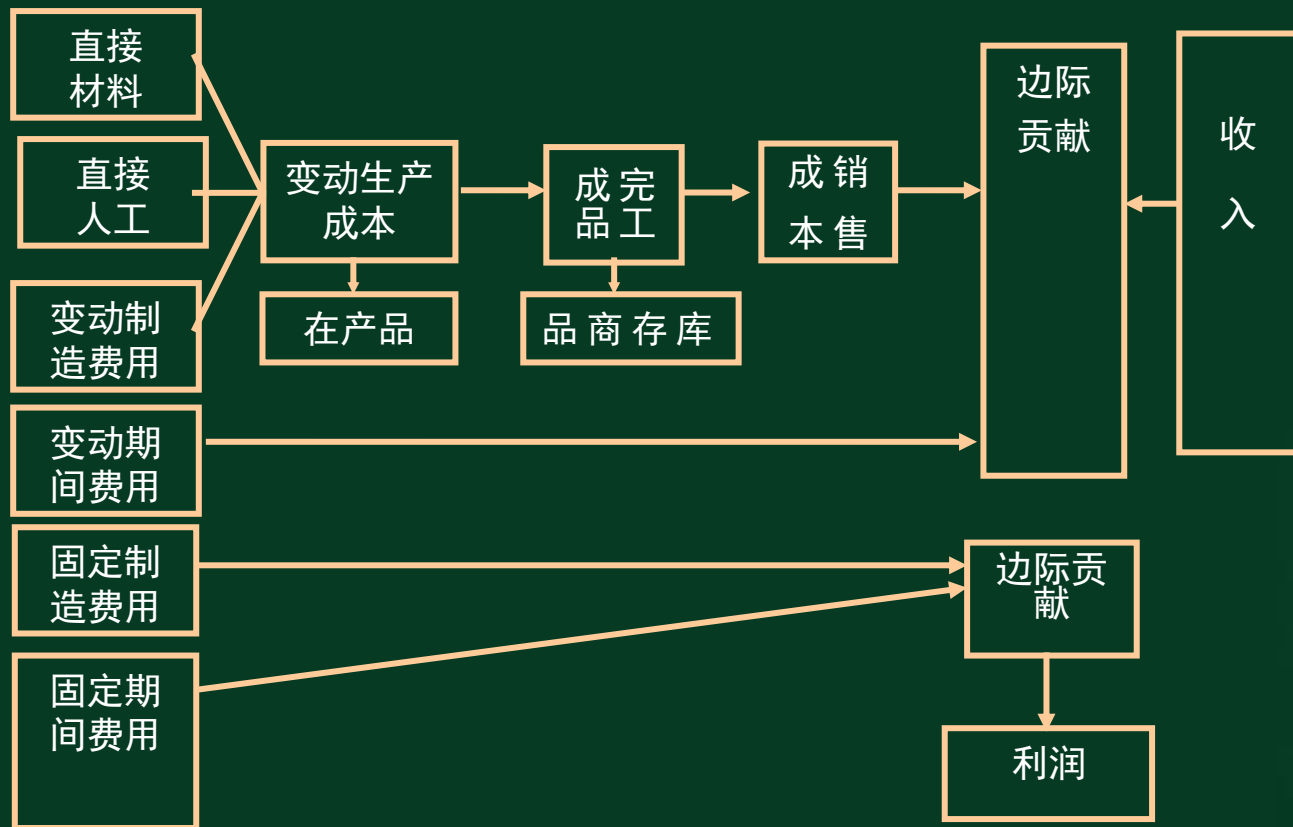 直接
材料
直接
人工
变动制
造费用
变动期
间费用
固定制
造费用
固定期
间费用
变动生产
成本
在产品
成 完
品 工
品 商 存 库
成 销
本 售
边际
贡献
收
入
边际贡
献
利润